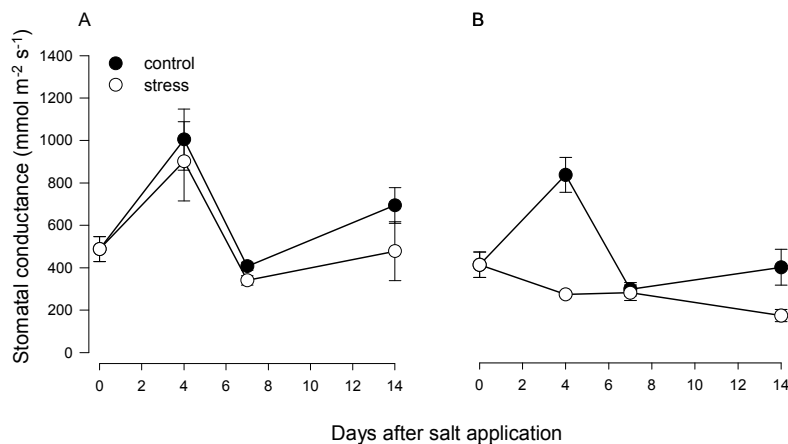 A
B
Stomatal conductance (mmol m⁻² s⁻¹)
1400
1200
1000
800
600
400
200
0
control
stress
0 2 4 6 8 10 12 14
0 2 4 6 8 10 12 14
Days after salt application